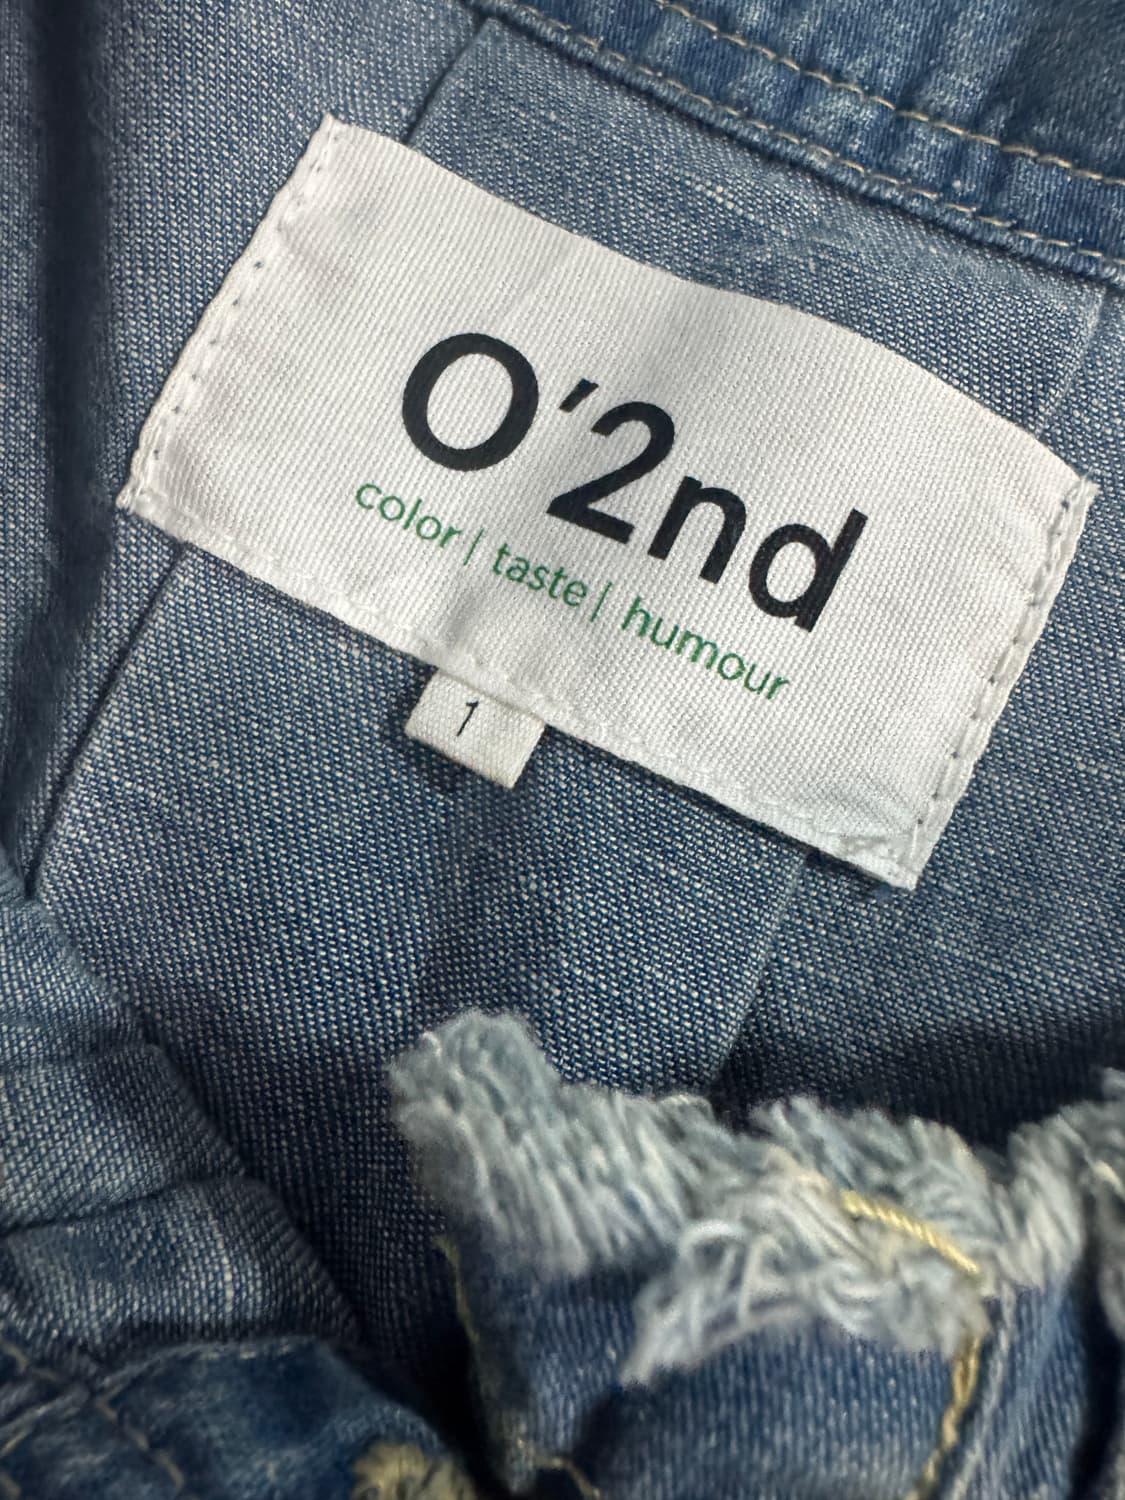 O'2nd
color | taste | humour
1